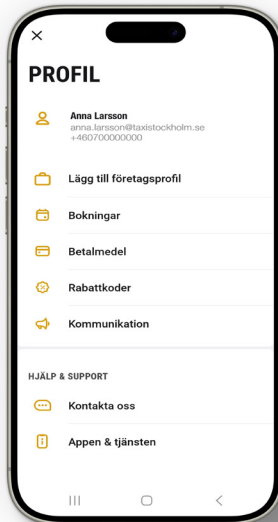 PROFIL
Anna Larsson
anna.larsson@taxistockholm.se
+460700000000
Lägg till företagsprofil
Bokningar
Betalmedel
Rabattkoder
Kommunikation
HJÄLP & SUPPORT
Kontakta oss
Appen & tjänsten